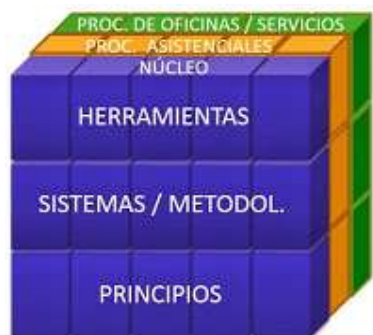 PROC. DE OFICINAS / SERVICIOS
PROC. ASISTENCIALES
NÚCLEO
HERRAMIENTAS
SISTEMAS / METODOL.
PRINCIPIOS